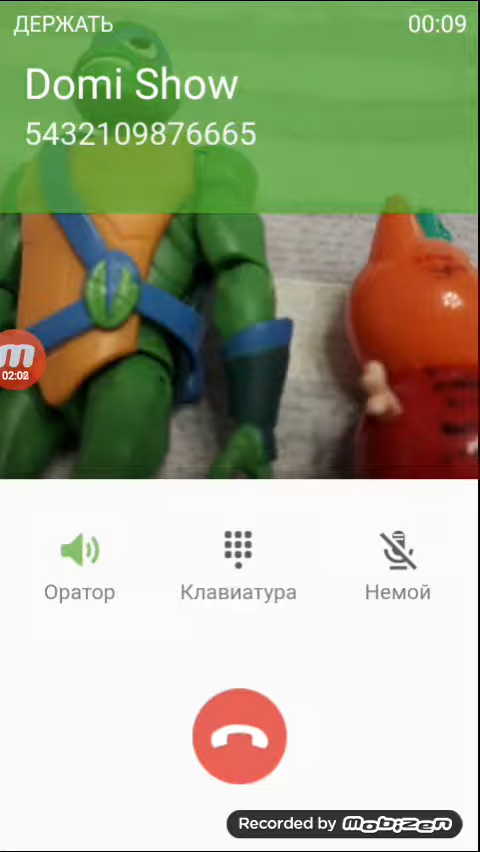 ДЕРЖАТЬ 00:09
Domi Show
5432109876665
02:02
Оратор Клавиатура Немой
Recorded by mobizen